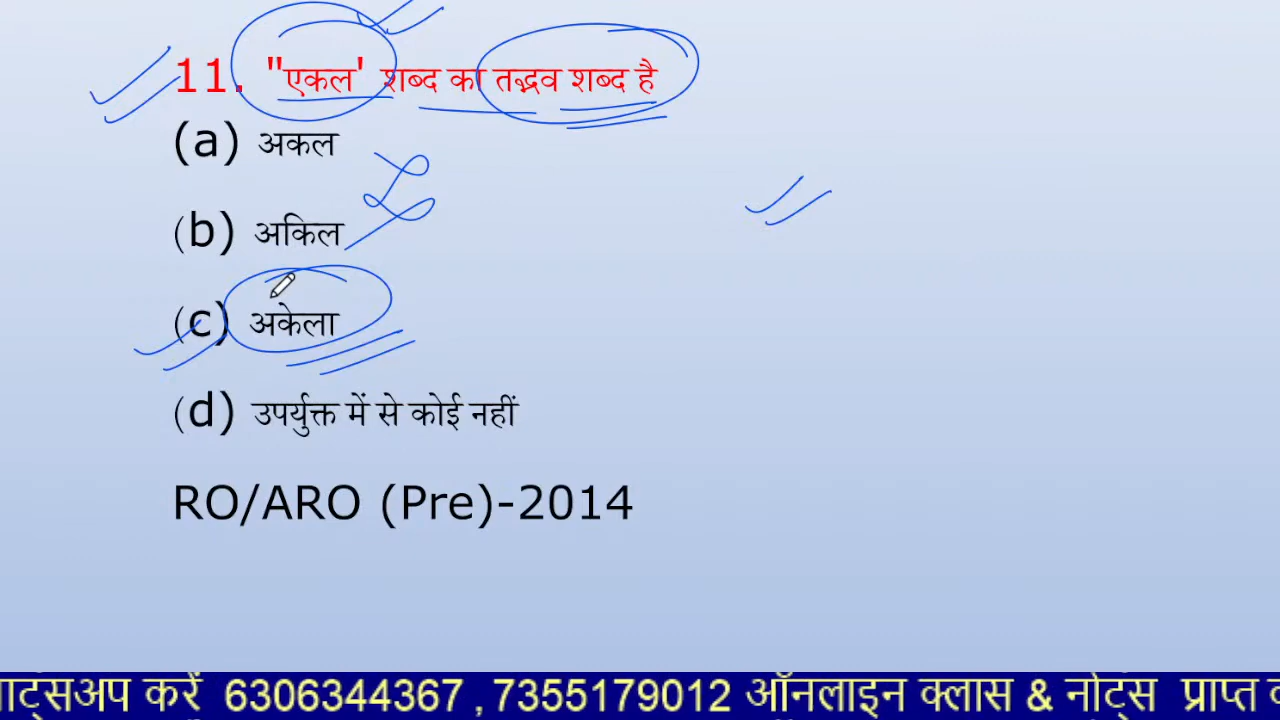 11. "एकल' शब्द का तद्भव शब्द है
(a) अकल
(b) अकिल
(c) अकेला
(d) उपर्युक्त में से कोई नहीं
RO/ARO (Pre)-2014
करें 6306344367 ,7355179012 ऑनलाइन क्लास & नोट्स प्राप्त